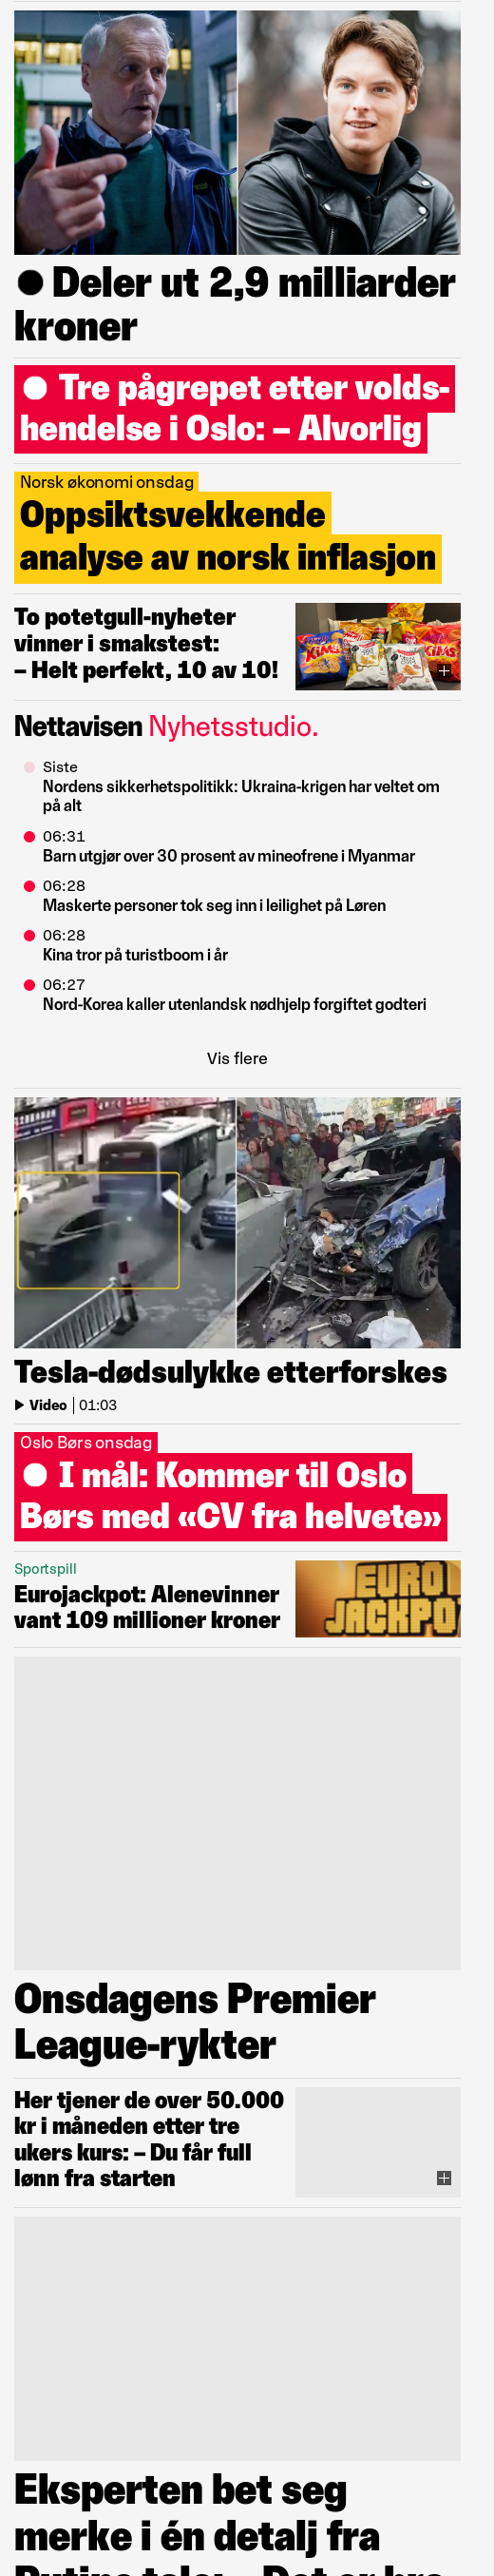 Deler ut 2,9 milliarder
kroner
Tre pågrepet etter volds-
hendelse i Oslo: – Alvorlig
Norsk økonomi onsdag
Oppsiktsvekkende
analyse av norsk inflasjon
To potetgull-nyheter
vinner i smakstest:
– Helt perfekt, 10 av 10!
KiMs
KiMs
Nettavisen Nyhetsstudio.
Siste
Nordens sikkerhetspolitikk: Ukraina-krigen har veltet om
på alt
06:31
Barn utgjør over 30 prosent av mineofrene i Myanmar
06:28
Maskerte personer tok seg inn i leilighet på Løren
06:28
Kina tror på turistboom i år
06:27
Nord-Korea kaller utenlandsk nødhjelp forgiftet godteri
Vis flere
Tesla-dødsulykke etterforskes
Video | 01:03
Oslo Børs onsdag
I mål: Kommer til Oslo
Børs med «CV fra helvete»
Sportspill
Eurojackpot: Alenevinner
vant 109 millioner kroner
EURO
JACKPOT
Onsdagens Premier
League-rykter
Her tjener de over 50.000
kr i måneden etter tre
ukers kurs: – Du får full
lønn fra starten
Eksperten bet seg
merke i én detalj fra